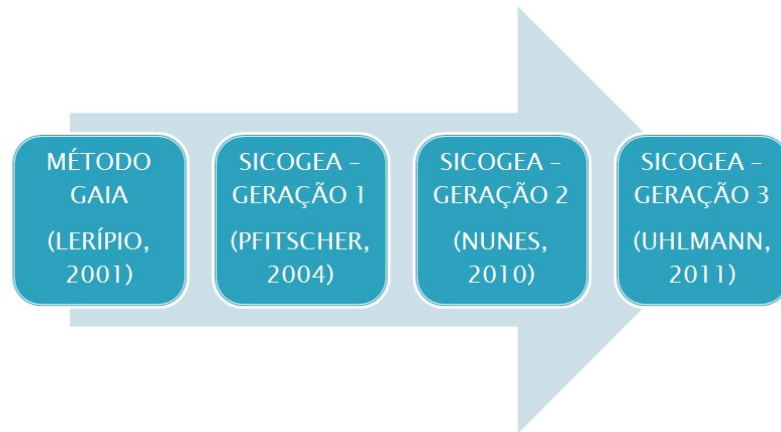 MÉTODO
GAIA
(LERÍPIO,
2001)
SICOGEA –
GERAÇÃO 1
(PFITSCHER,
2004)
SICOGEA –
GERAÇÃO 2
(NUNES,
2010)
SICOGEA –
GERAÇÃO 3
(UHLMANN,
2011)